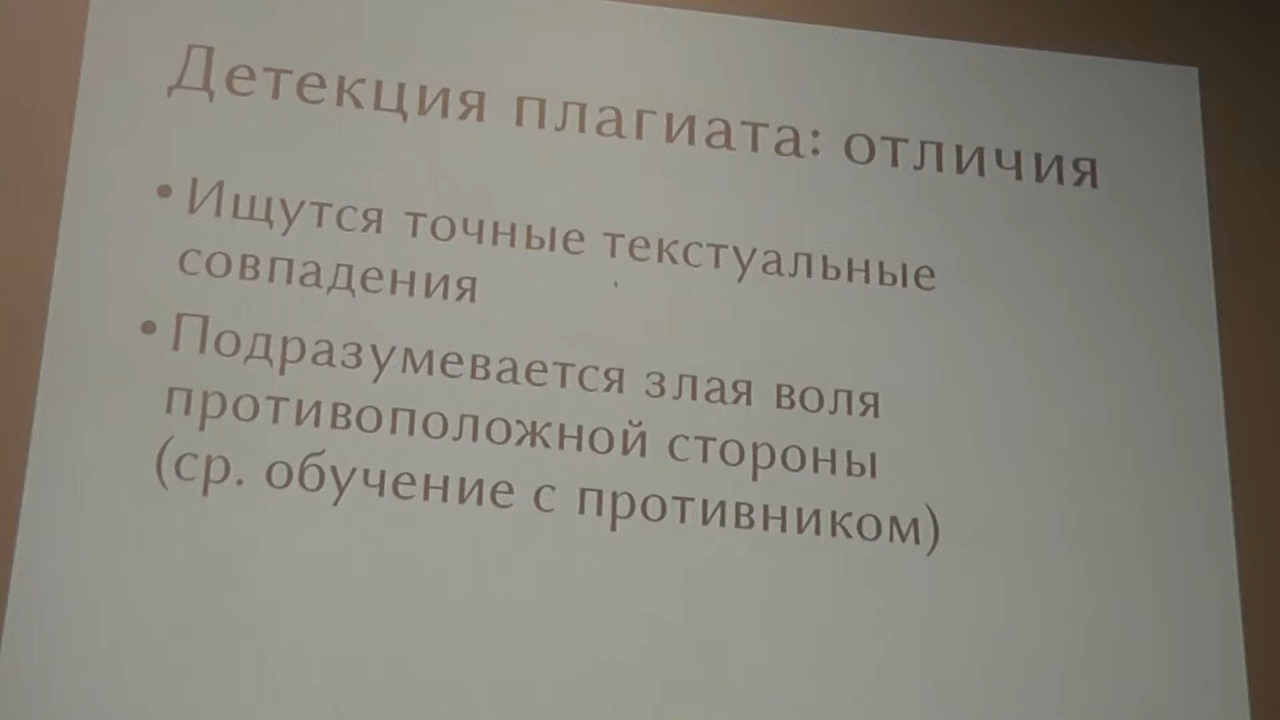 Детекция плагиата: отличия
• Ищутся точные текстуальные
совпадения
• Подразумевается злая воля
противоположной стороны
(ср. обучение с противником)